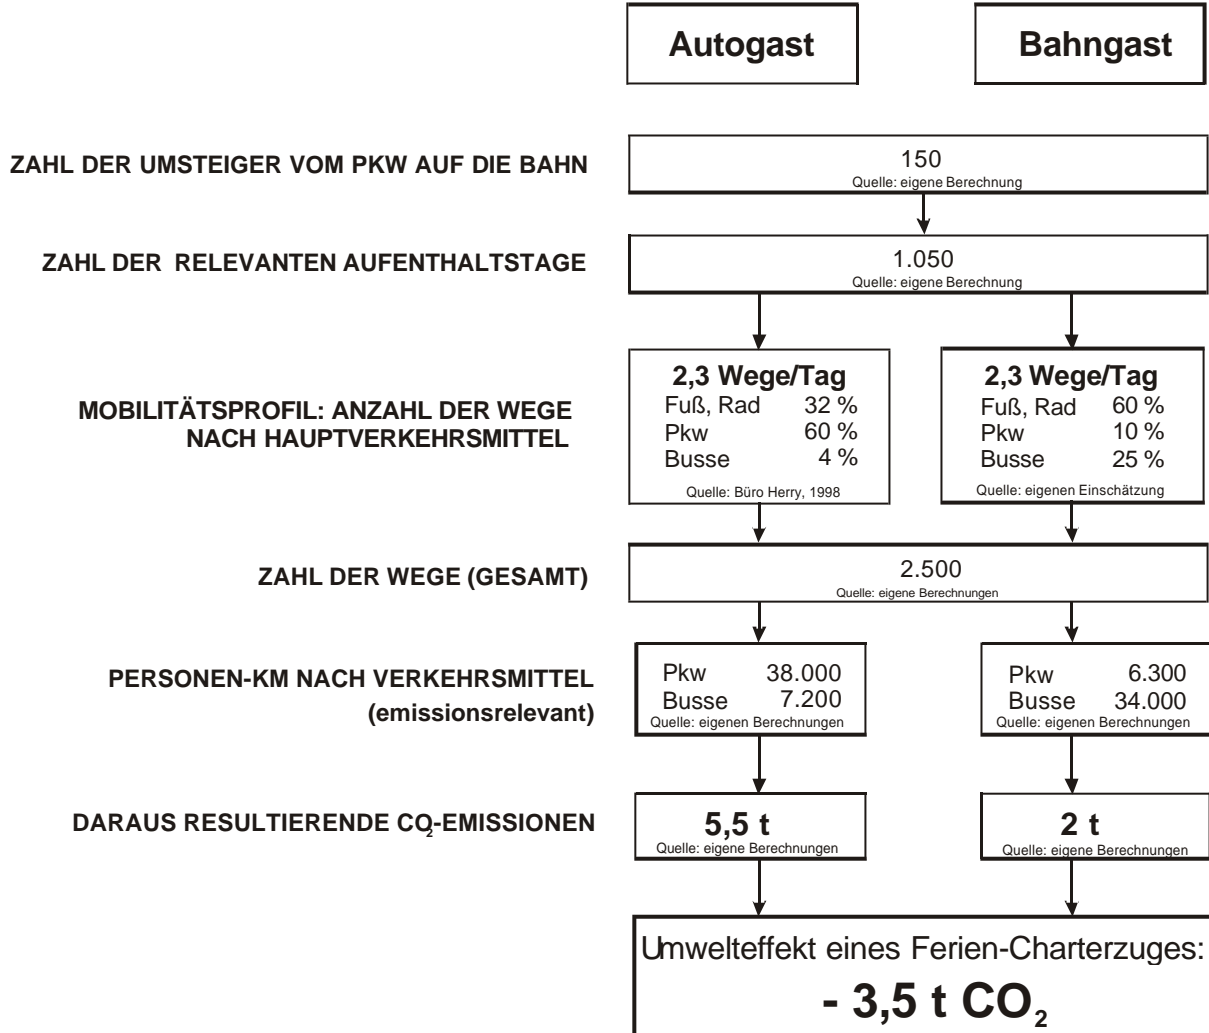 Autogast
Bahngast
ZAHL DER UMSTEIGER VOM PKW AUF DIE BAHN
150
Quelle: eigene Berechnung
ZAHL DER RELEVANTEN AUFENTHALTSTAGE
1.050
Quelle: eigene Berechnung
MOBILITÄTSPROFIL: ANZAHL DER WEGE
NACH HAUPTVERKEHRSMITTEL
2,3 Wege/Tag
Fuß, Rad 32 %
Pkw 60 %
Busse 4 %
Quelle: Büro Herry, 1998
2,3 Wege/Tag
Fuß, Rad 60 %
Pkw 10 %
Busse 25 %
Quelle: eigenen Einschätzung
ZAHL DER WEGE (GESAMT)
2.500
Quelle: eigene Berechnungen
PERSONEN-KM NACH VERKEHRSMITTEL
(emissionsrelevant)
Pkw 38.000
Busse 7.200
Quelle: eigenen Berechnungen
Pkw 6.300
Busse 34.000
Quelle: eigenen Berechnungen
DARAUS RESULTIERENDE CO₂-EMISSIONEN
5,5 t
Quelle: eigene Berechnungen
2 t
Quelle: eigene Berechnungen
Umwelteffekt eines Ferien-Charterzuges:
- 3,5 t CO₂